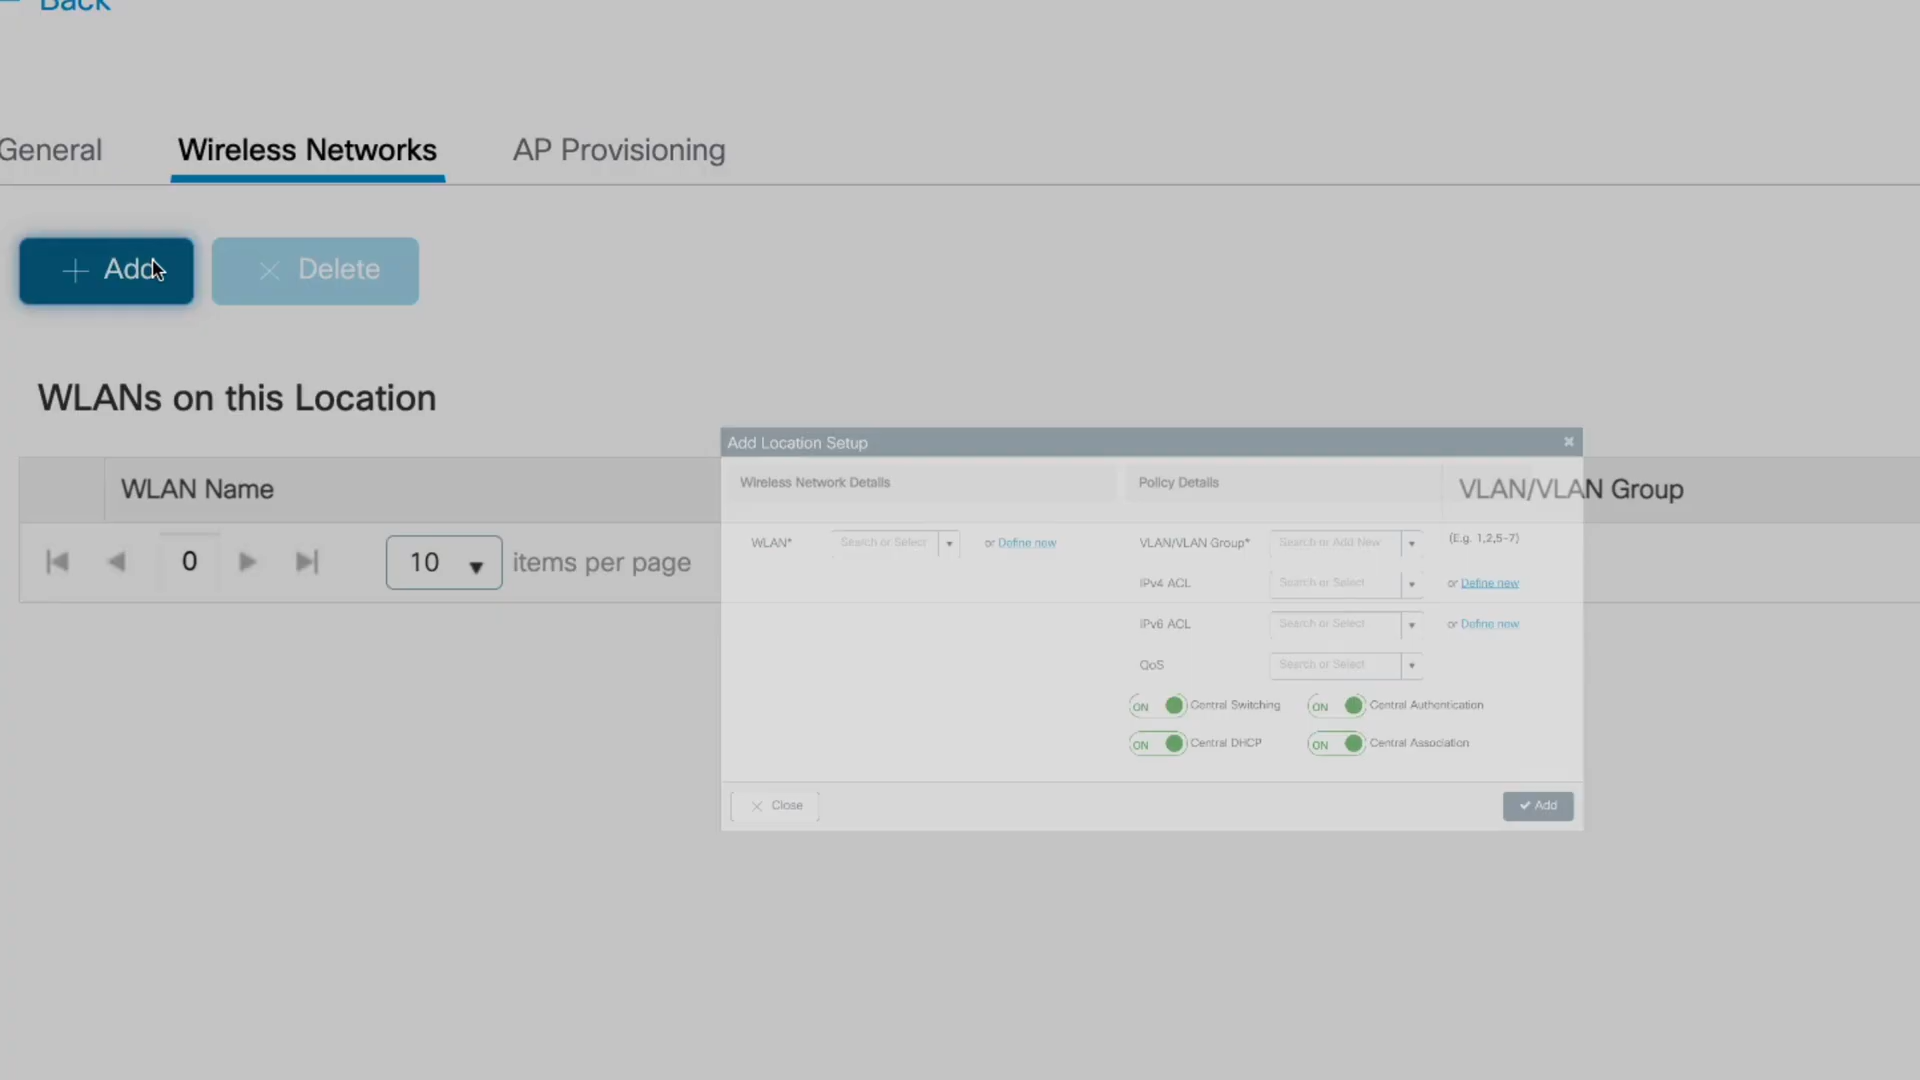 Back
General Wireless Networks AP Provisioning
Add Delete
WLANs on this Location
WLAN Name VLAN/VLAN Group
0 10 items per page
Add Location Setup
Wireless Network Details
WLAN* Search or Select or Define new
Policy Details
VLAN/VLAN Group* Search or Add New (E.g. 1,2,5-7)
IPv4 ACL Search or Select or Define new
IPv6 ACL Search or Select or Define new
QoS Search or Select
ON Central Switching ON Central Authentication
ON Central DHCP ON Central Association
Close Add